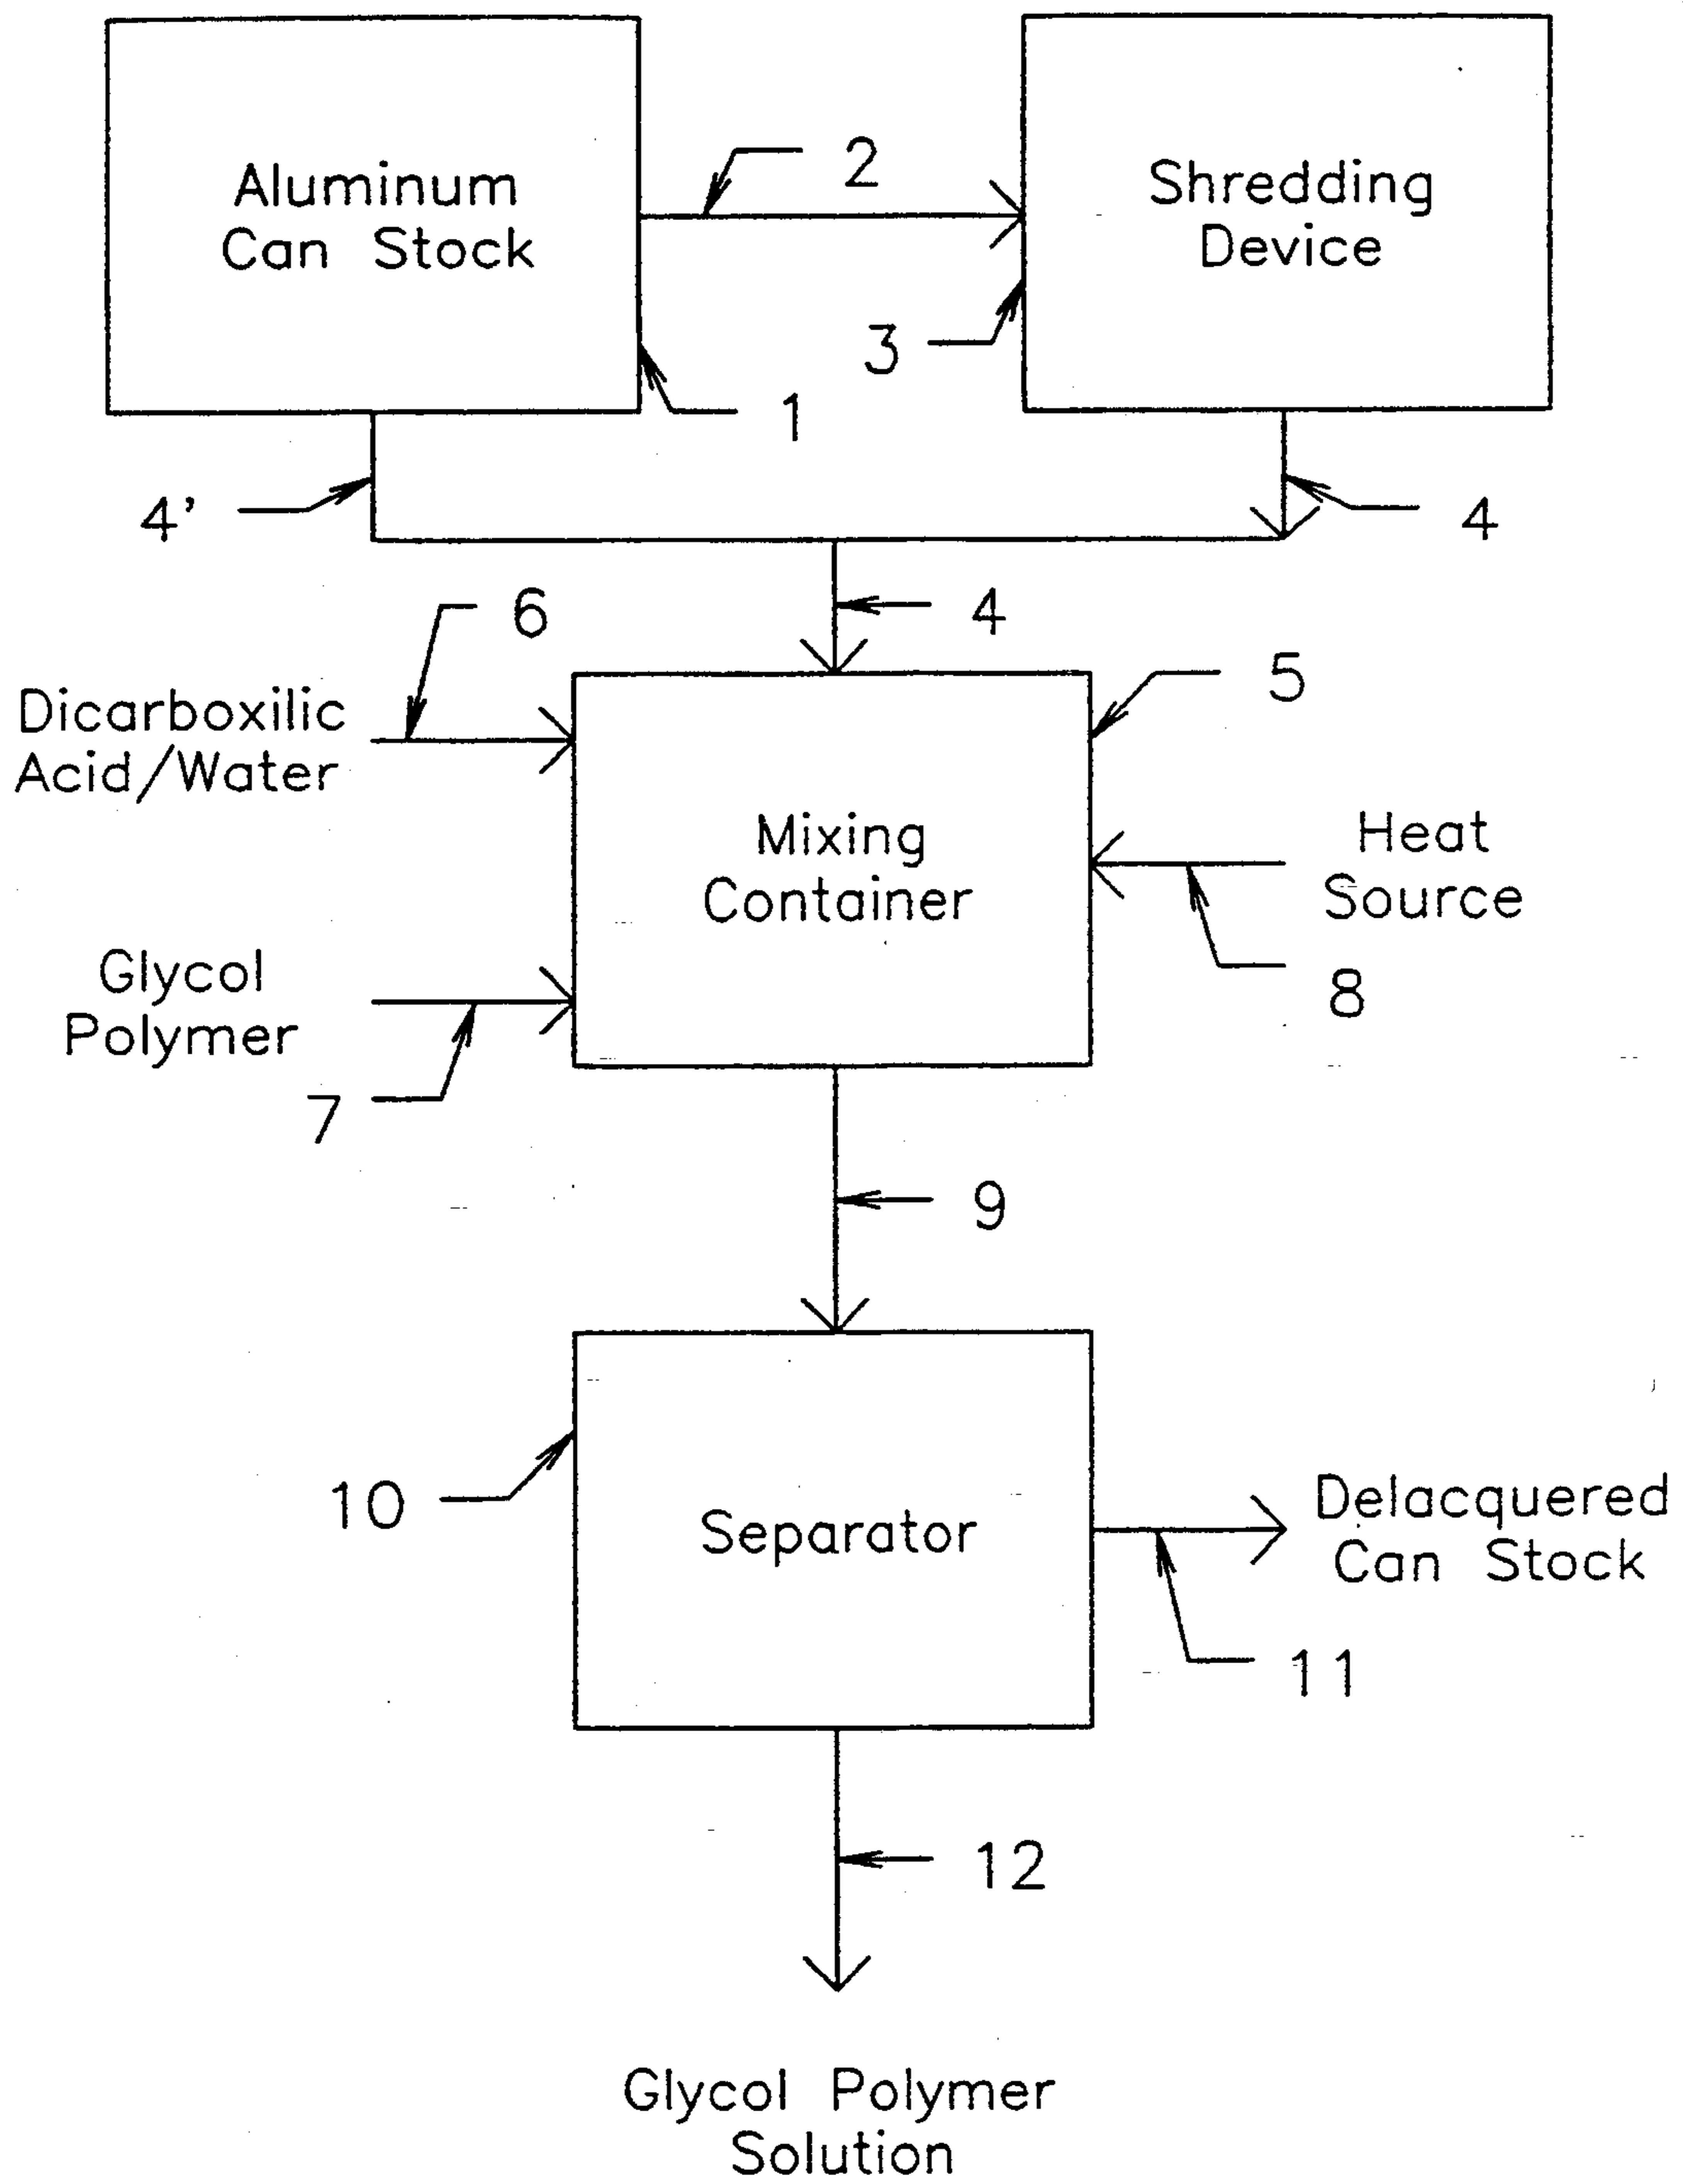 Aluminum
Can Stock
Shredding
Device
2
3
1
4'
4
4
6
5
Dicarboxilic
Acid/Water
Mixing
Container
Heat
Source
8
Glycol
Polymer
7
9
10
Separator
Delacquered
Can Stock
11
12
Glycol Polymer
Solution